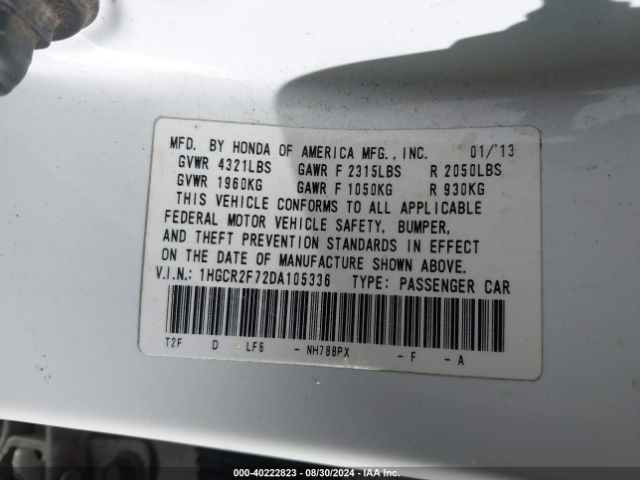 MFD. BY HONDA OF AMERICA MFG., INC. 01/'13
GVWR 4321LBS GAWR F 2315LBS R 2050LBS
GVWR 1960KG GAWR F 1050KG R 930KG
THIS VEHICLE CONFORMS TO ALL APPLICABLE
FEDERAL MOTOR VEHICLE SAFETY, BUMPER,
AND THEFT PREVENTION STANDARDS IN EFFECT
ON THE DATE OF MANUFACTURE SHOWN ABOVE.
V.I.N.: 1HGCR2F72DA105336 TYPE: PASSENGER CAR
T2F D - LF6 - NH788PX - F - A
000-40222823 - 08/30/2024 - IAA Inc.